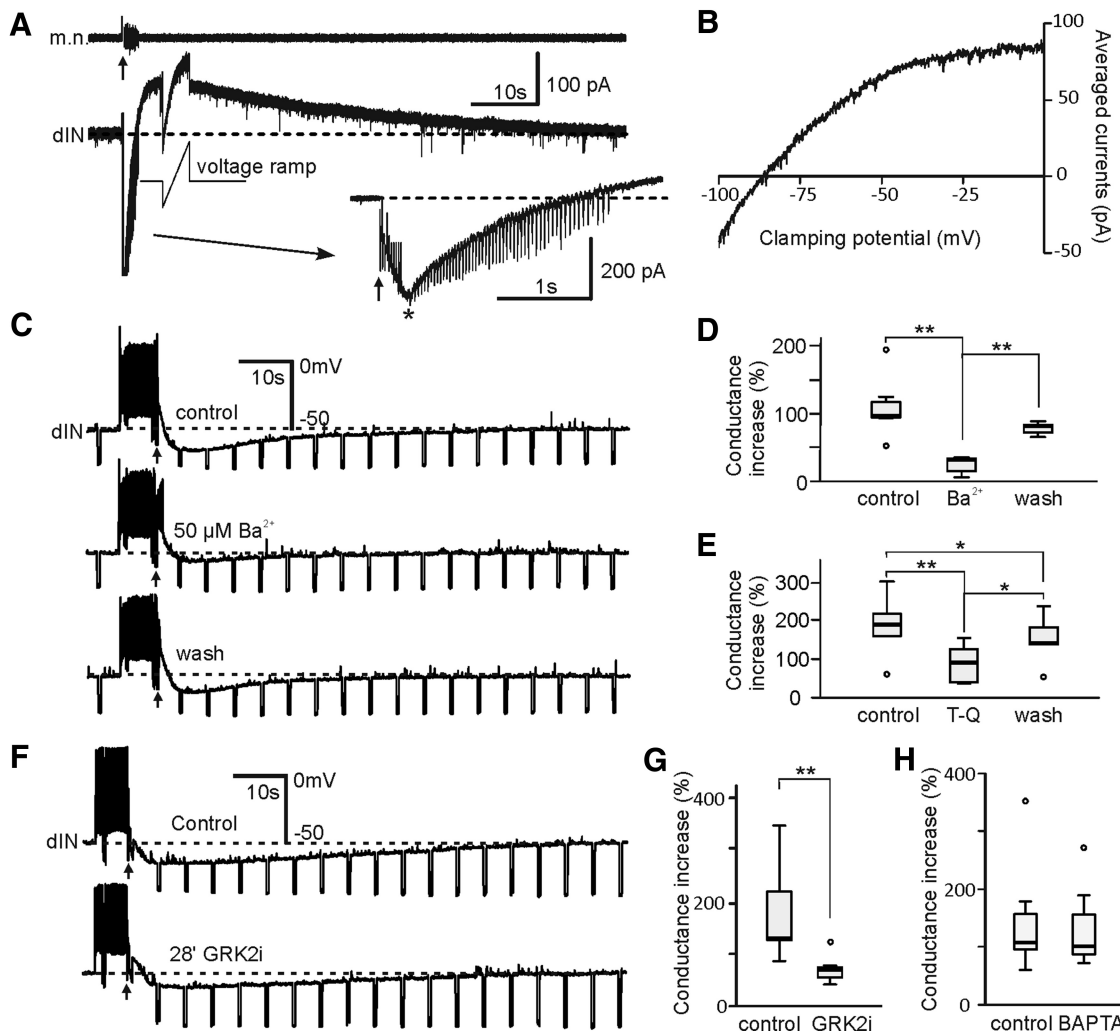 A
m.n.
10s
100 pA
dIN
voltage ramp
200 pA
1s
*
B
100
50
0
-50
-100
-75
-50
-25
Clamping potential (mV)
Averaged currents (pA)
C
0mV
10s
-50
control
dIN
50 µM Ba2+
wash
D
Conductance increase (%)
200
100
0
**
**
control Ba2+ wash
E
Conductance increase (%)
300
200
100
0
*
**
*
control T-Q wash
F
0mV
10s
-50
Control
dIN
28' GRK2i
G
Conductance increase (%)
400
200
0
**
control GRK2i
H
Conductance increase (%)
400
200
0
control BAPTA